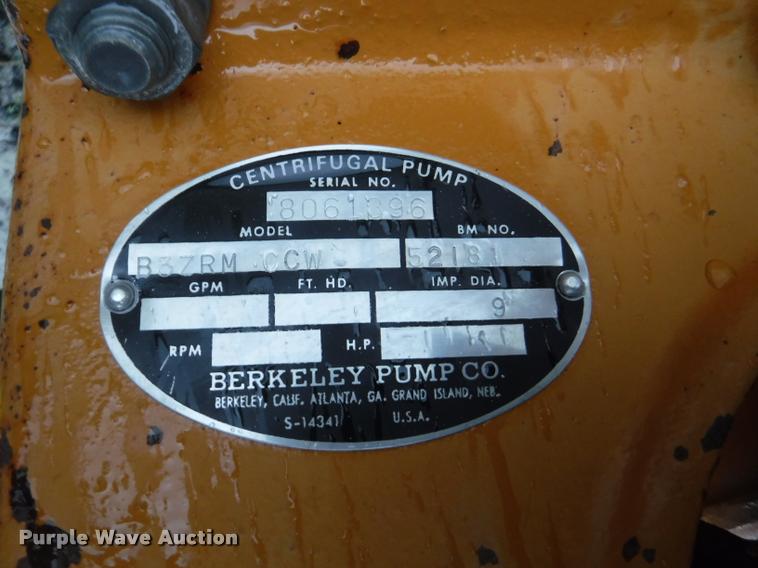 CENTRIFUGAL PUMP
SERIAL NO.
8061896
MODEL BM NO.
B3ZRM CCW 52181
GPM FT. HD. IMP. DIA.
9
RPM H.P.
BERKELEY PUMP CO.
BERKELEY, CALIF. ATLANTA, GA. GRAND ISLAND, NEB.
S-14341 U.S.A.
Purple Wave Auction